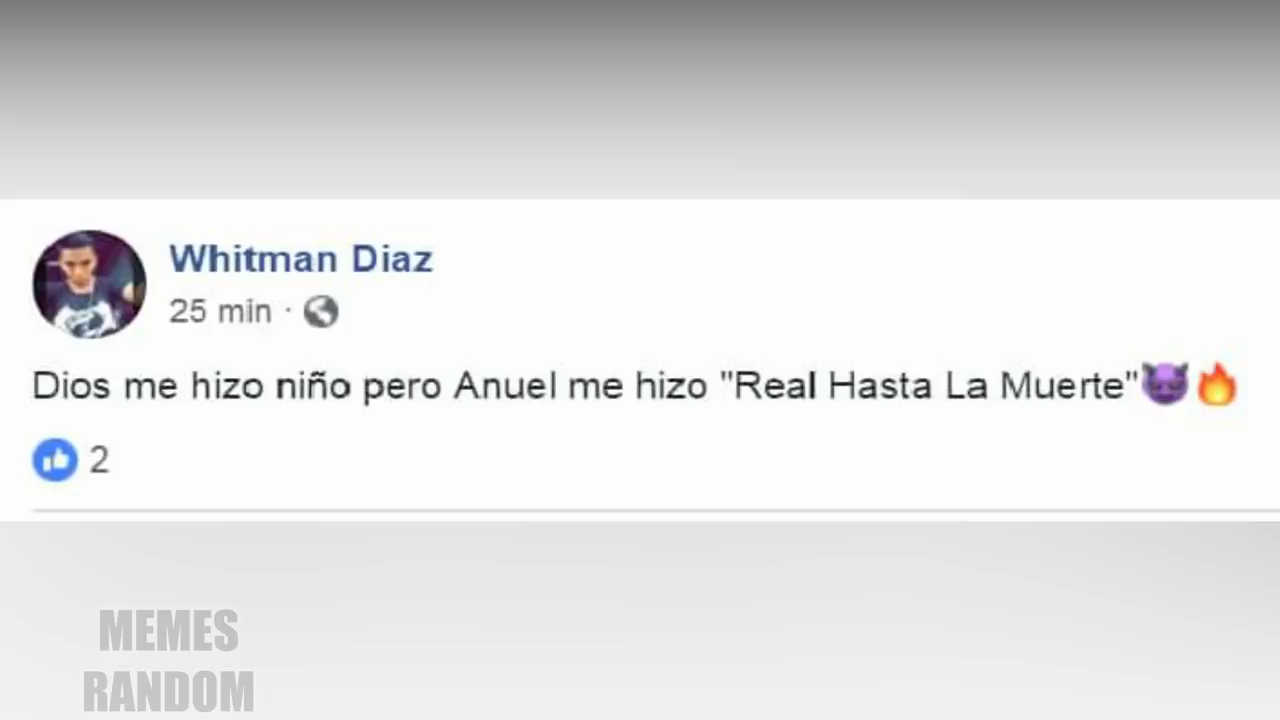 Whitman Diaz
25 min ·
Dios me hizo niño pero Anuel me hizo "Real Hasta La Muerte"😈🔥
2
MEMES
RANDOM